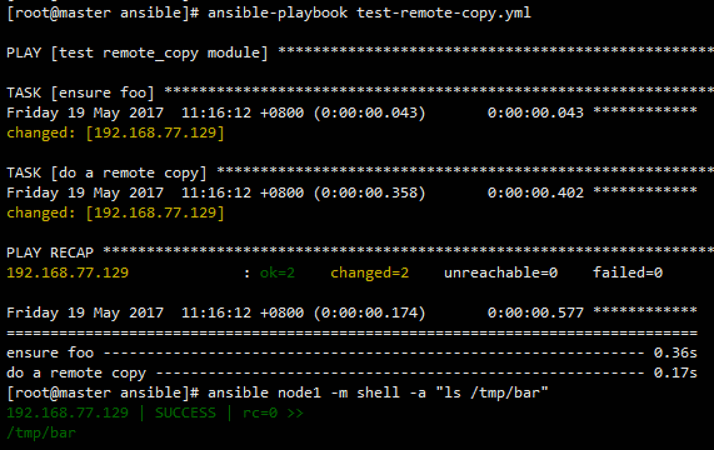 [root@master ansible]# ansible-playbook test-remote-copy.yml
PLAY [test remote_copy module] **************************************************
TASK [ensure foo] ***************************************************************
Friday 19 May 2017  11:16:12 +0800 (0:00:00.043)       0:00:00.043 ************
changed: [192.168.77.129]
TASK [do a remote copy] *********************************************************
Friday 19 May 2017  11:16:12 +0800 (0:00:00.358)       0:00:00.402 ************
changed: [192.168.77.129]
PLAY RECAP **********************************************************************
192.168.77.129             : ok=2    changed=2    unreachable=0    failed=0
Friday 19 May 2017  11:16:12 +0800 (0:00:00.174)       0:00:00.577 ************
===============================================================================
ensure foo -------------------------------------------------------------- 0.36s
do a remote copy -------------------------------------------------------- 0.17s
[root@master ansible]# ansible node1 -m shell -a "ls /tmp/bar"
192.168.77.129 | SUCCESS | rc=0 >>
/tmp/bar